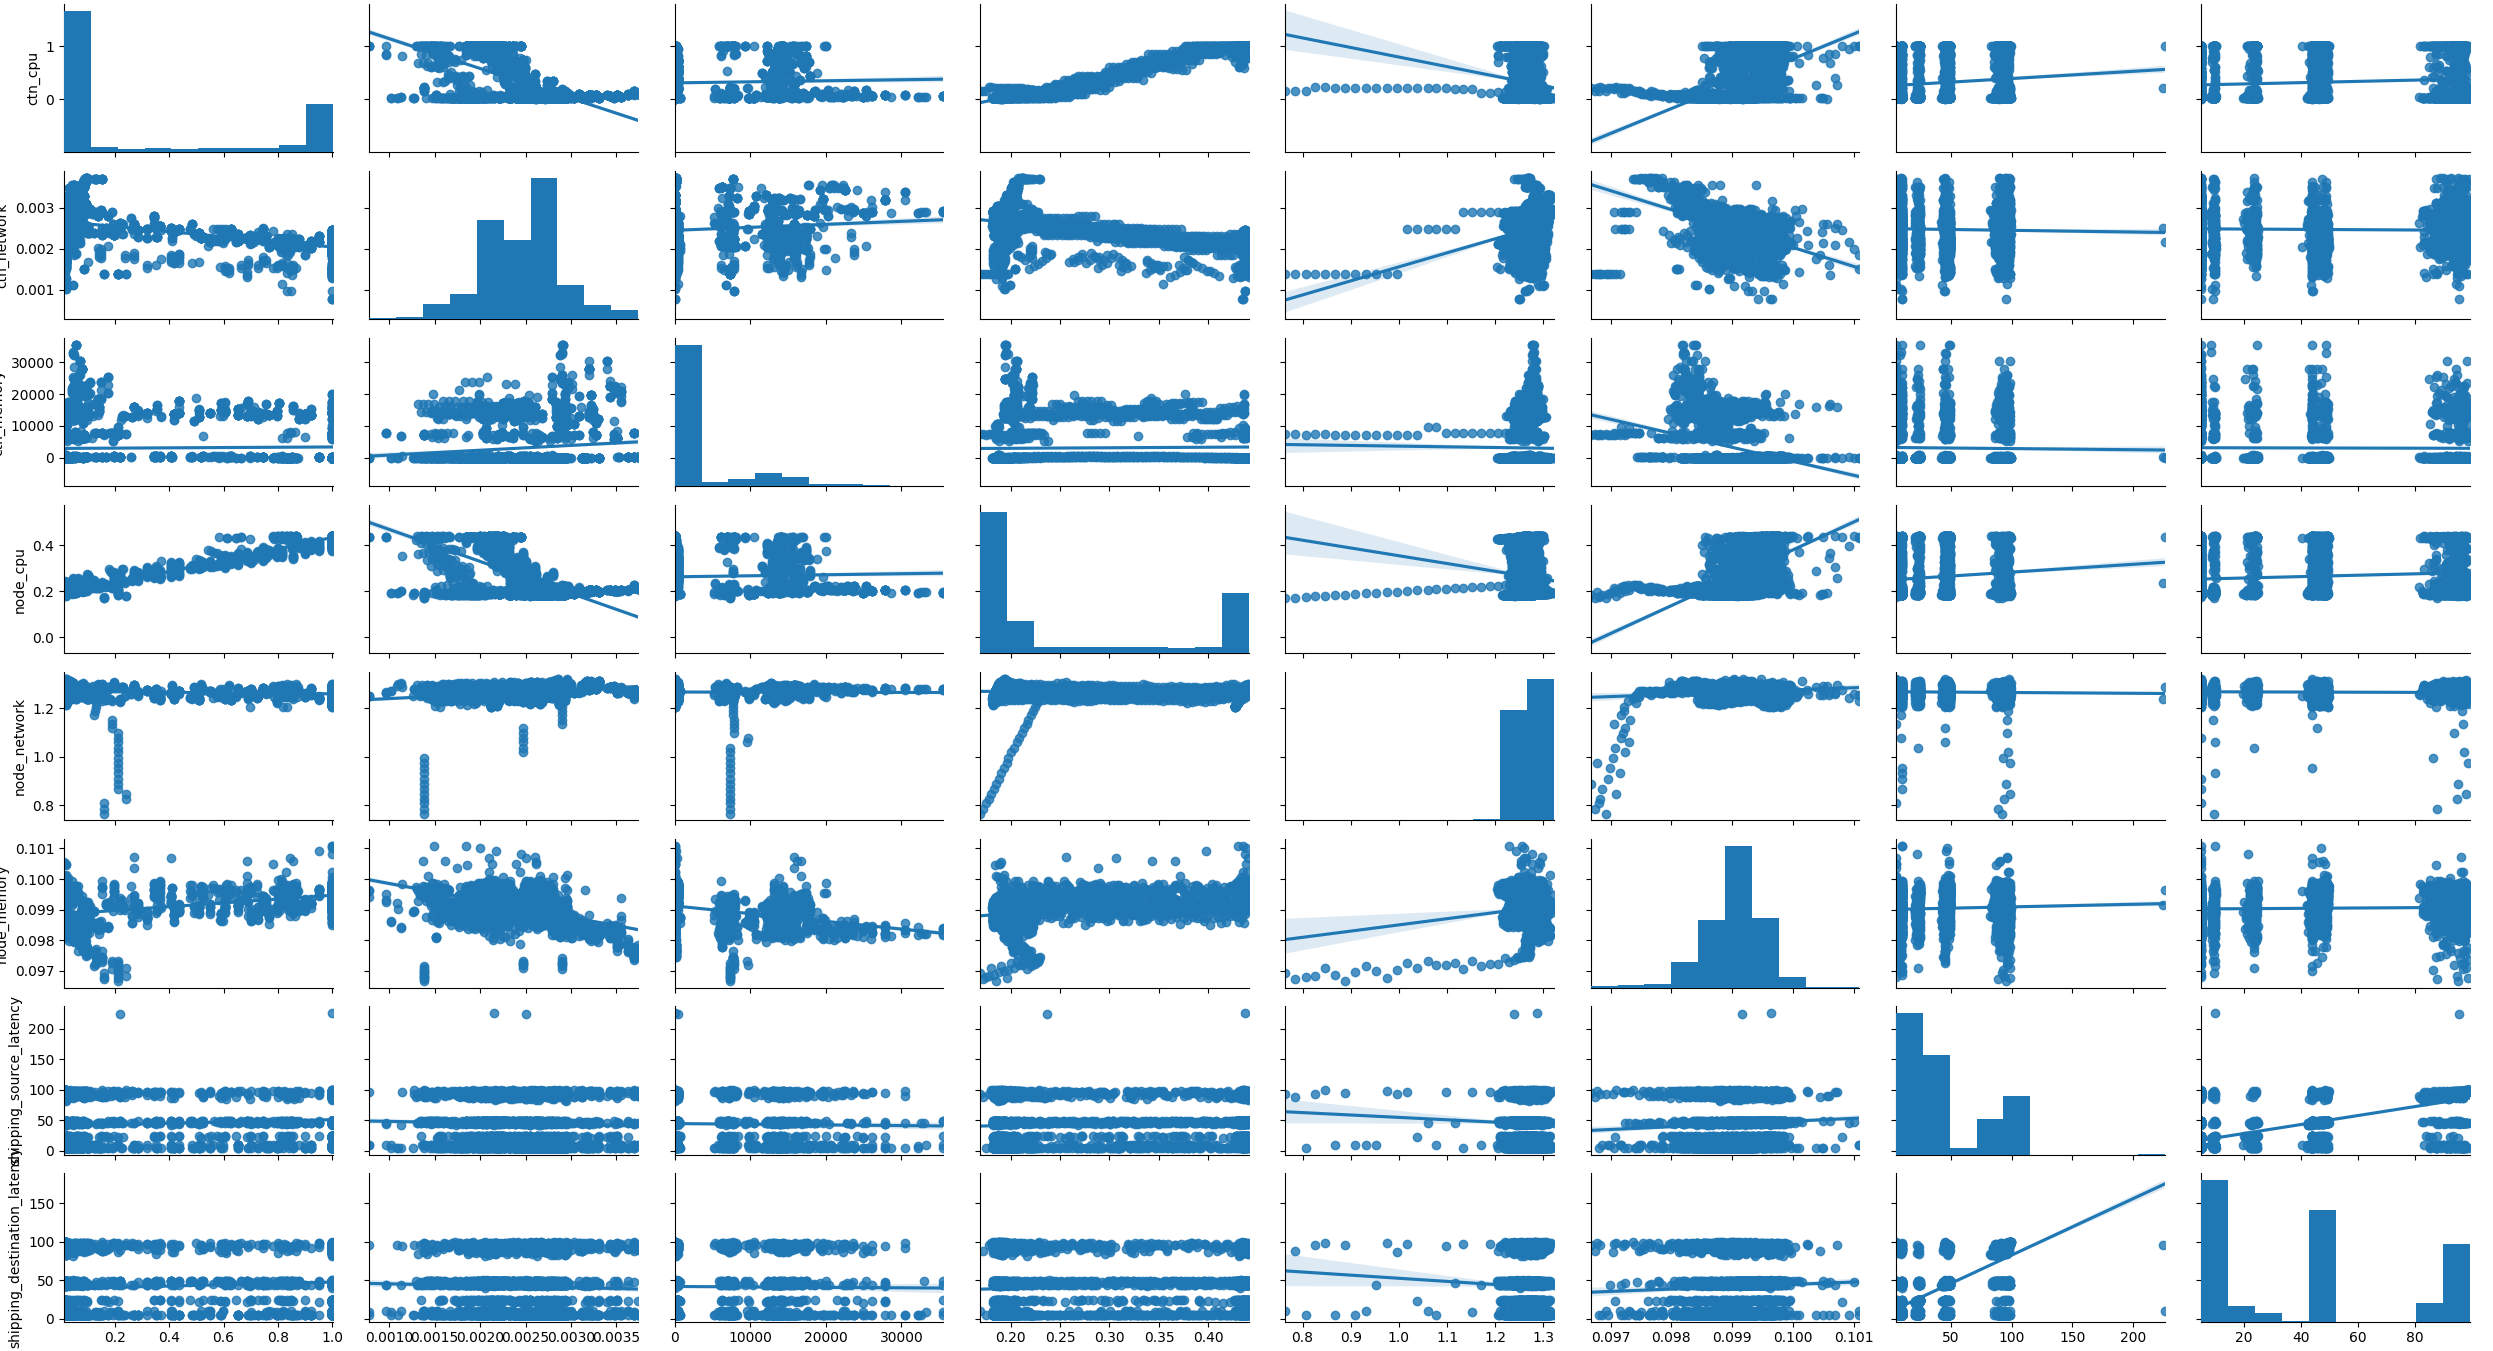 ctn_cpu
1
0
ctn_network
0.003
0.002
0.001
ctn_memory
30000
20000
10000
0
node_cpu
0.4
0.2
0.0
node_network
1.2
1.0
0.8
node_memory
0.101
0.100
0.099
0.098
0.097
shipping_source_latency
200
150
100
50
0
shipping_destination_latency
150
100
50
0
0.2 0.4 0.6 0.8 1.0
0.0010 0.0015 0.0020 0.0025 0.0030 0.0035
0 10000 20000 30000
0.20 0.25 0.30 0.35 0.40
0.8 0.9 1.0 1.1 1.2 1.3
0.097 0.098 0.099 0.100 0.101
50 100 150 200
20 40 60 80